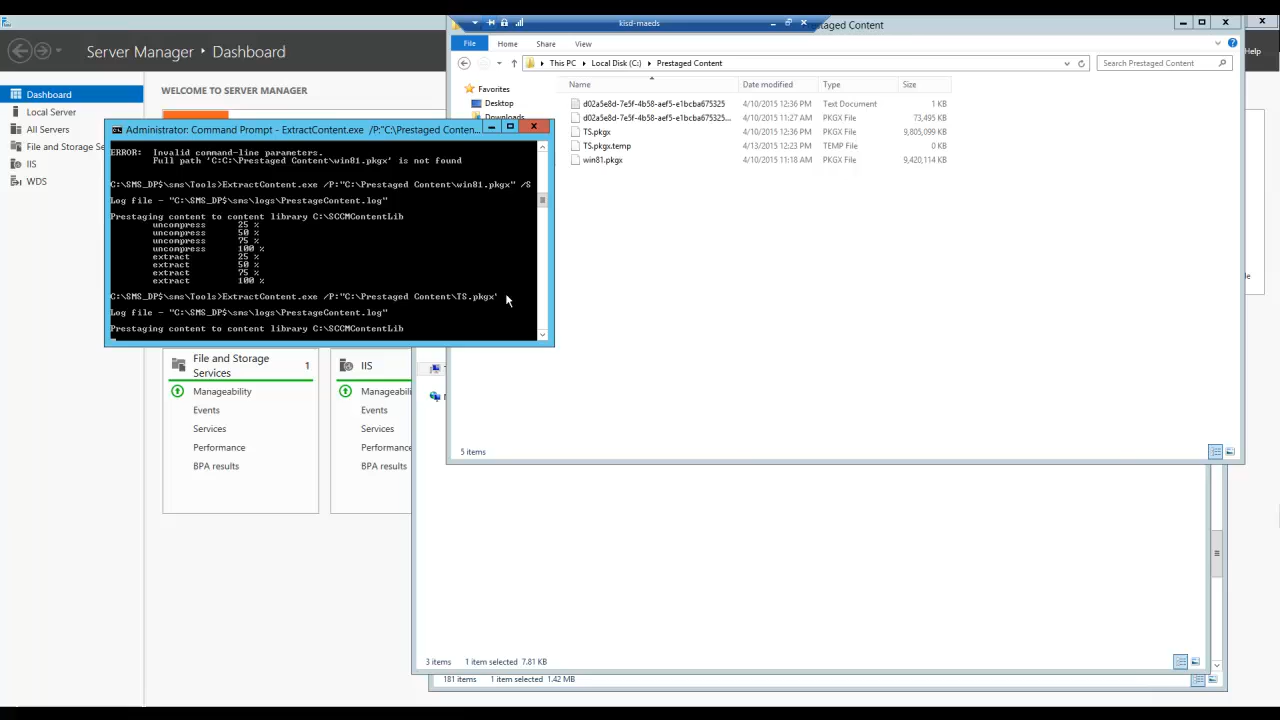 kisd-maeds
Prestaged Content
Server Manager
Dashboard
Help
File
Home
Share
View
This PC
Local Disk (C:)
Prestaged Content
Search Prestaged Content
Dashboard
Local Server
All Servers
File and Storage Se
IIS
WDS
WELCOME TO SERVER MANAGER
Favorites
Desktop
Downloads
Name Date modified Type Size
d02a5e8d-7e5f-4b58-aef5-e1bcba675325 4/10/2015 12:36 PM Text Document 1 KB
d02a5e8d-7e5f-4b58-aef5-e1bcba675325... 4/10/2015 11:27 AM PKGX File 73,495 KB
TS.pkgx 4/10/2015 12:36 PM PKGX File 9,805,099 KB
TS.pkgx.temp 4/13/2015 12:23 PM TEMP File 0 KB
win81.pkgx 4/10/2015 11:18 AM PKGX File 9,420,114 KB
5 items
Administrator: Command Prompt - ExtractContent.exe /P:"C:\Prestaged Conten...
ERROR: Invalid command-line parameters.
Full path 'C:C:\Prestaged Content\win81.pkgx' is not found
C:\SMS_DP$\sms\Tools>ExtractContent.exe /P:"C:\Prestaged Content\win81.pkgx" /S
Log file - "C:\SMS_DP$\sms\logs\PrestageContent.log"
Prestaging content to content library C:\SCCMContentLib
uncompress 25 %
uncompress 50 %
uncompress 75 %
uncompress 100 %
extract 25 %
extract 50 %
extract 75 %
extract 100 %
C:\SMS_DP$\sms\Tools>ExtractContent.exe /P:"C:\Prestaged Content\TS.pkgx'
Log file - "C:\SMS_DP$\sms\logs\PrestageContent.log"
Prestaging content to content library C:\SCCMContentLib
File and Storage
Services
1
Manageability
Events
Services
Performance
BPA results
IIS
Manageabili
Events
Services
Performance
BPA results
3 items 1 item selected 7.81 KB
181 items 1 item selected 1.42 MB